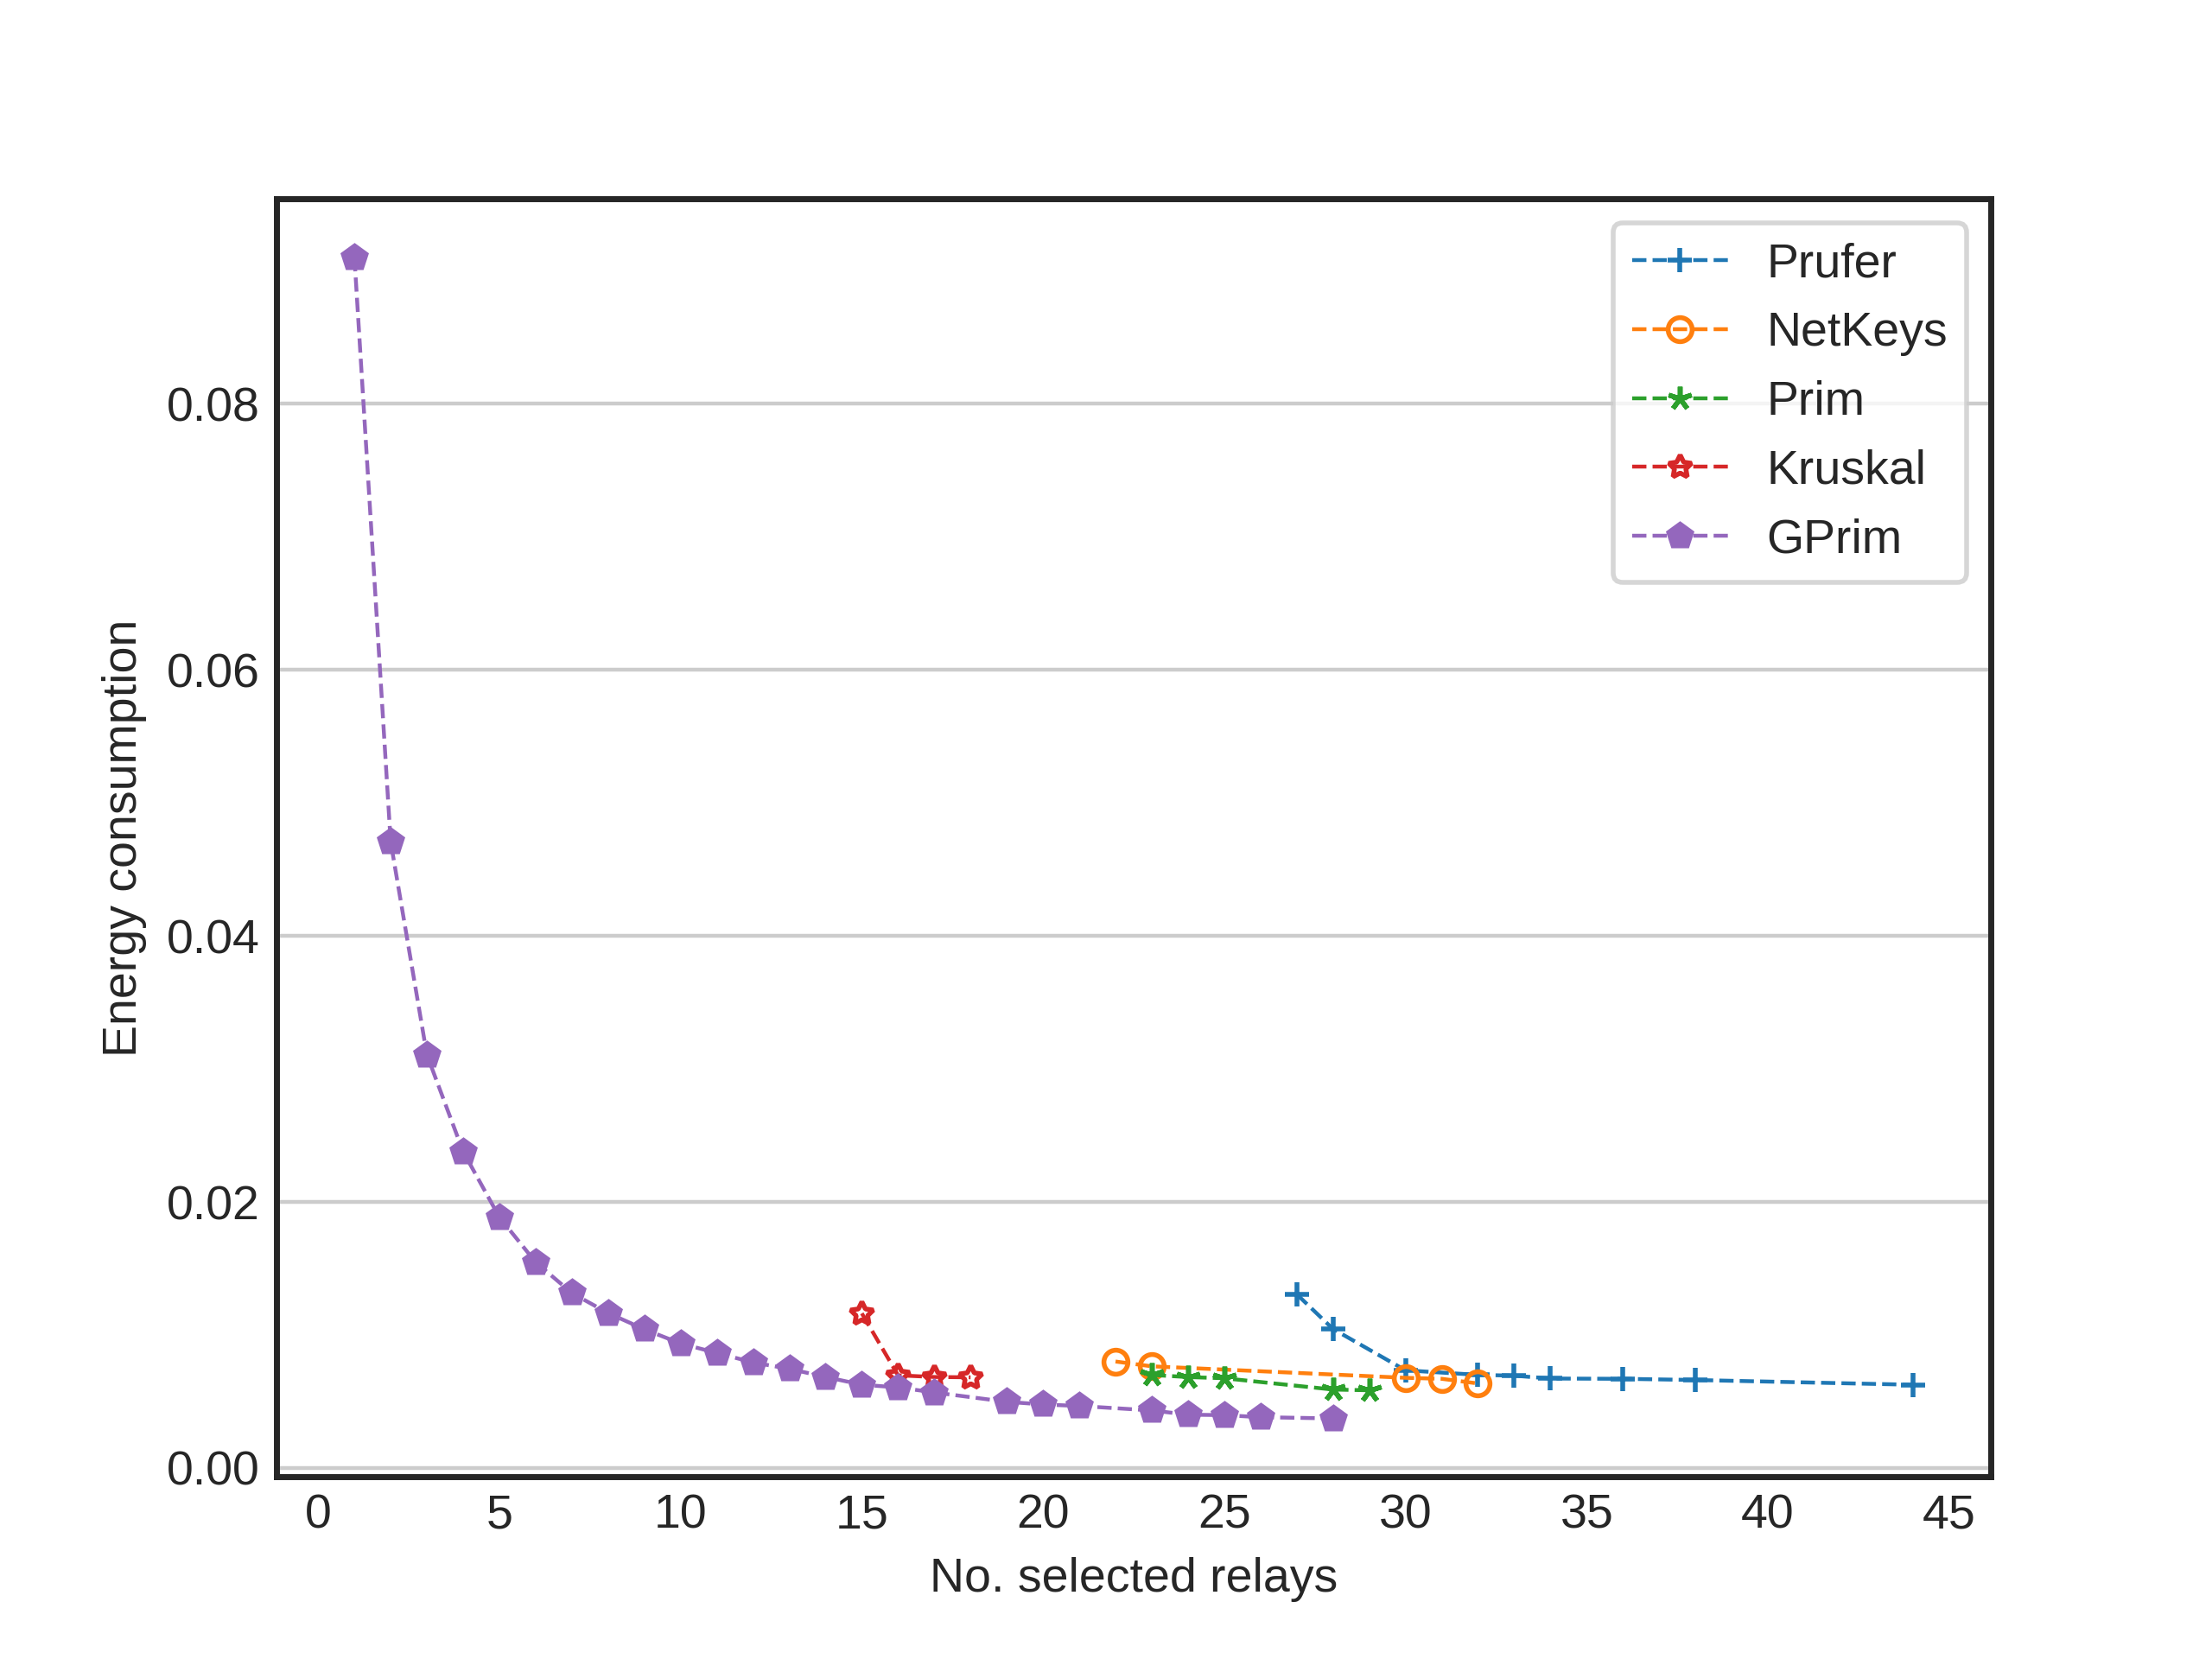 Prufer
NetKeys
Prim
Kruskal
GPrim
Energy consumption
0.08
0.06
0.04
0.02
0.00
0 5 10 15 20 25 30 35 40 45
No. selected relays